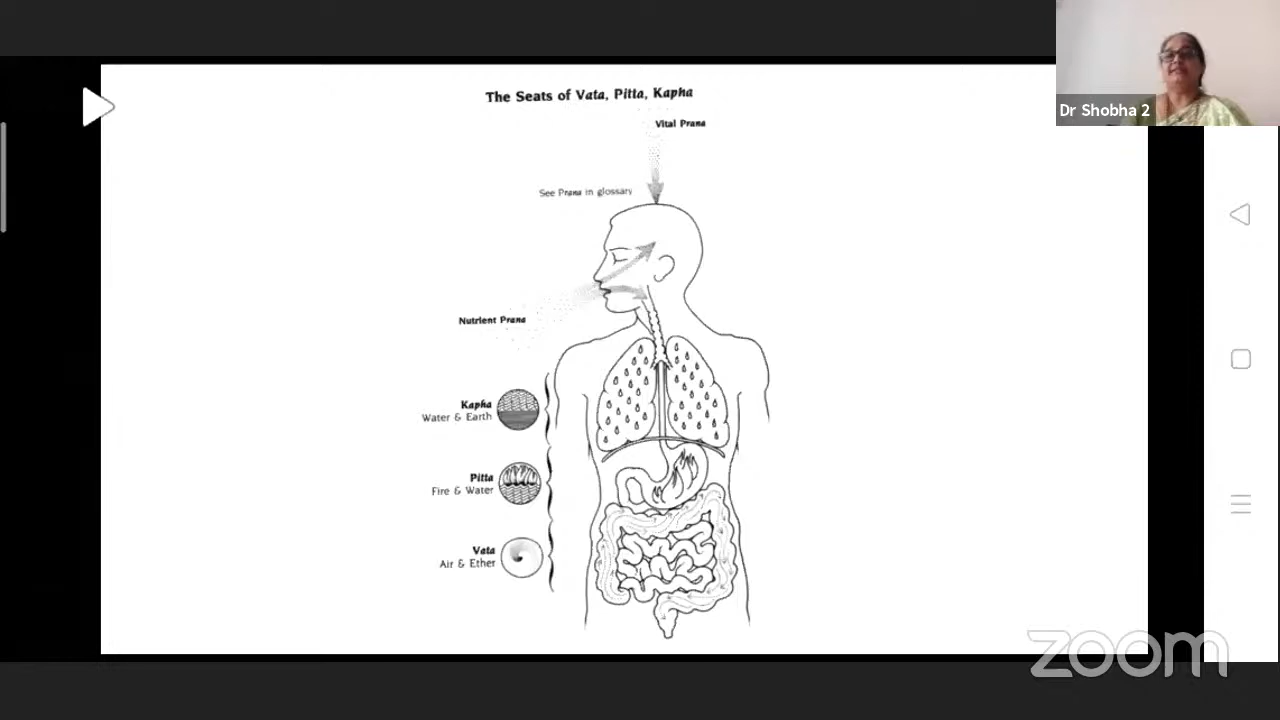 The Seats of Vata, Pitta, Kapha
Vital Prana
See Prana in glossary
Nutrient Prana
Kapha
Water & Earth
Pitta
Fire & Water
Vata
Air & Ether
Dr Shobha 2
zoom